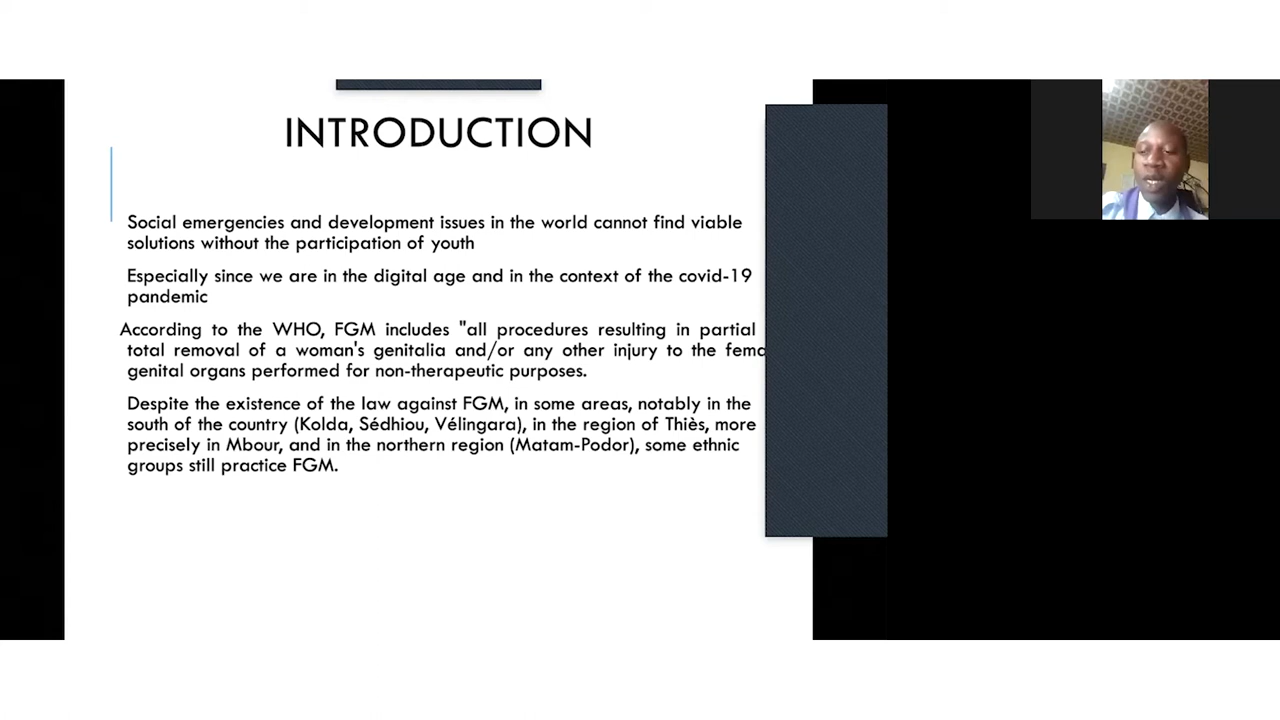 INTRODUCTION
Social emergencies and development issues in the world cannot find viable
solutions without the participation of youth
Especially since we are in the digital age and in the context of the covid-19
pandemic
According to the WHO, FGM includes "all procedures resulting in partial
total removal of a woman's genitalia and/or any other injury to the
genital organs performed for non-therapeutic purposes.
Despite the existence of the law against FGM, in some areas, notably in the
south of the country (Kolda, Sédhiou, Vélingara), in the region of Thiès, more
precisely in Mbour, and in the northern region (Matam-Podor), some ethnic
groups still practice FGM.